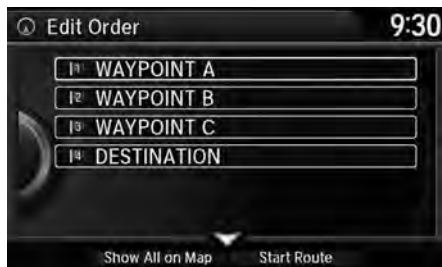 Edit Order 9:30
1 WAYPOINT A
2 WAYPOINT B
3 WAYPOINT C
4 DESTINATION
Show All on Map Start Route